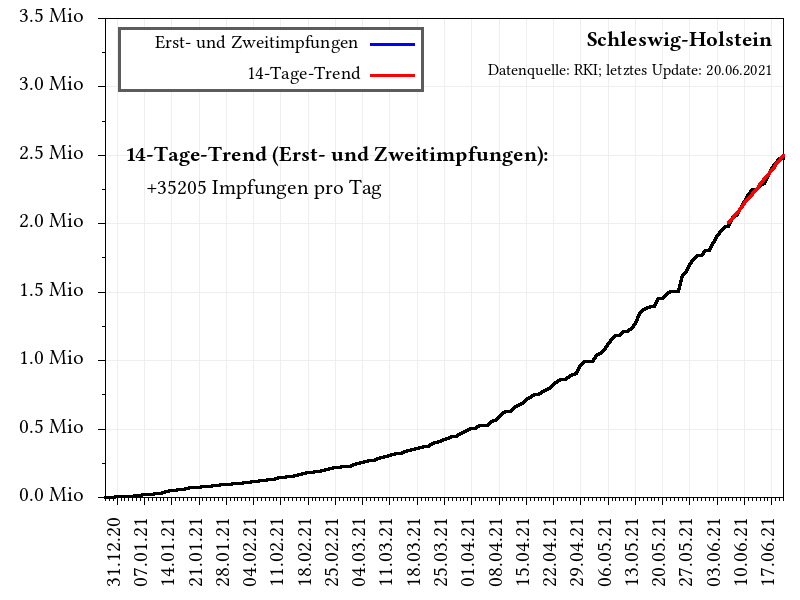 3.5 Mio
3.0 Mio
2.5 Mio
2.0 Mio
1.5 Mio
1.0 Mio
0.5 Mio
0.0 Mio
Erst- und Zweitimpfungen
14-Tage-Trend
Schleswig-Holstein
Datenquelle: RKI; letztes Update: 20.06.2021
14-Tage-Trend (Erst- und Zweitimpfungen):
+35205 Impfungen pro Tag
31.12.20
07.01.21
14.01.21
21.01.21
28.01.21
04.02.21
11.02.21
18.02.21
25.02.21
04.03.21
11.03.21
18.03.21
25.03.21
01.04.21
08.04.21
15.04.21
22.04.21
29.04.21
06.05.21
13.05.21
20.05.21
27.05.21
03.06.21
10.06.21
17.06.21